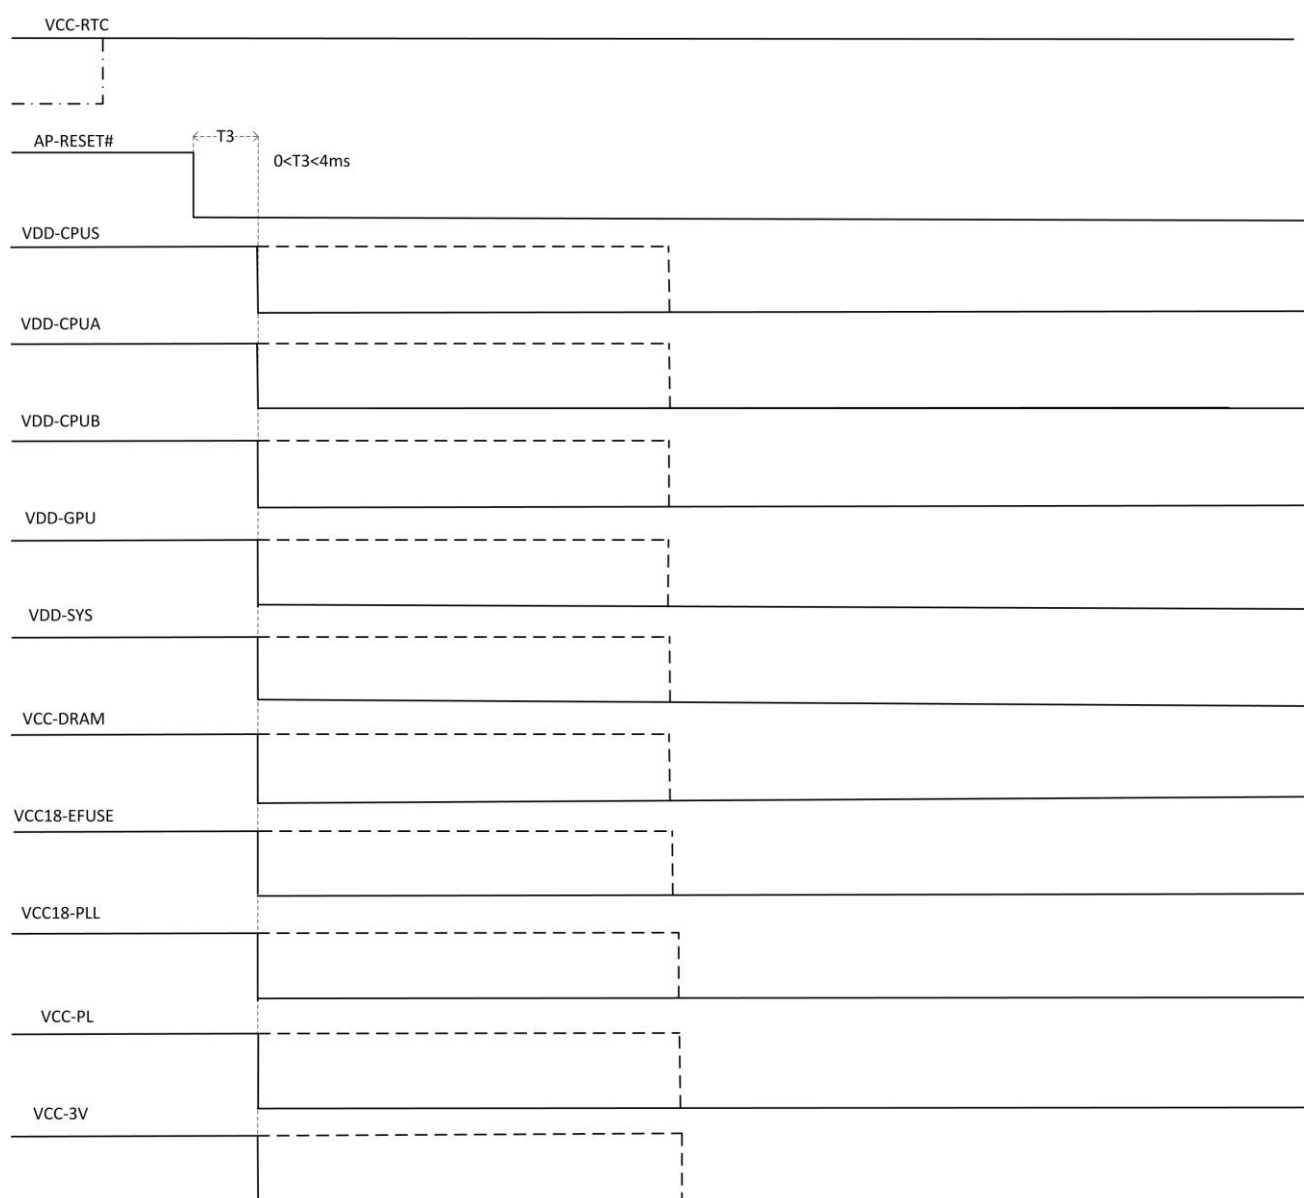 VCC-RTC
AP-RESET#
T3
0<T3<4ms
VDD-CPUS
VDD-CPUA
VDD-CPUB
VDD-GPU
VDD-SYS
VCC-DRAM
VCC18-EFUSE
VCC18-PLL
VCC-PL
VCC-3V